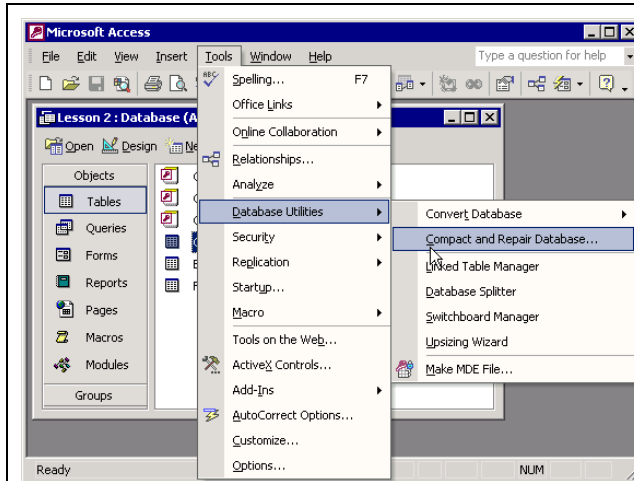 Microsoft Access
File Edit View Insert Tools Window Help Type a question for help
Lesson 2 : Database (A
Open Design Ne
Objects
Tables
Queries
Forms
Reports
Pages
Macros
Modules
Groups
Spelling... F7
Office Links
Online Collaboration
Relationships...
Analyze
Database Utilities
Security
Replication
Startup...
Macro
Tools on the Web...
ActiveX Controls...
Add-Ins
AutoCorrect Options...
Customize...
Options...
Convert Database
Compact and Repair Database...
Linked Table Manager
Database Splitter
Switchboard Manager
Upsizing Wizard
Make MDE File...
Ready NUM